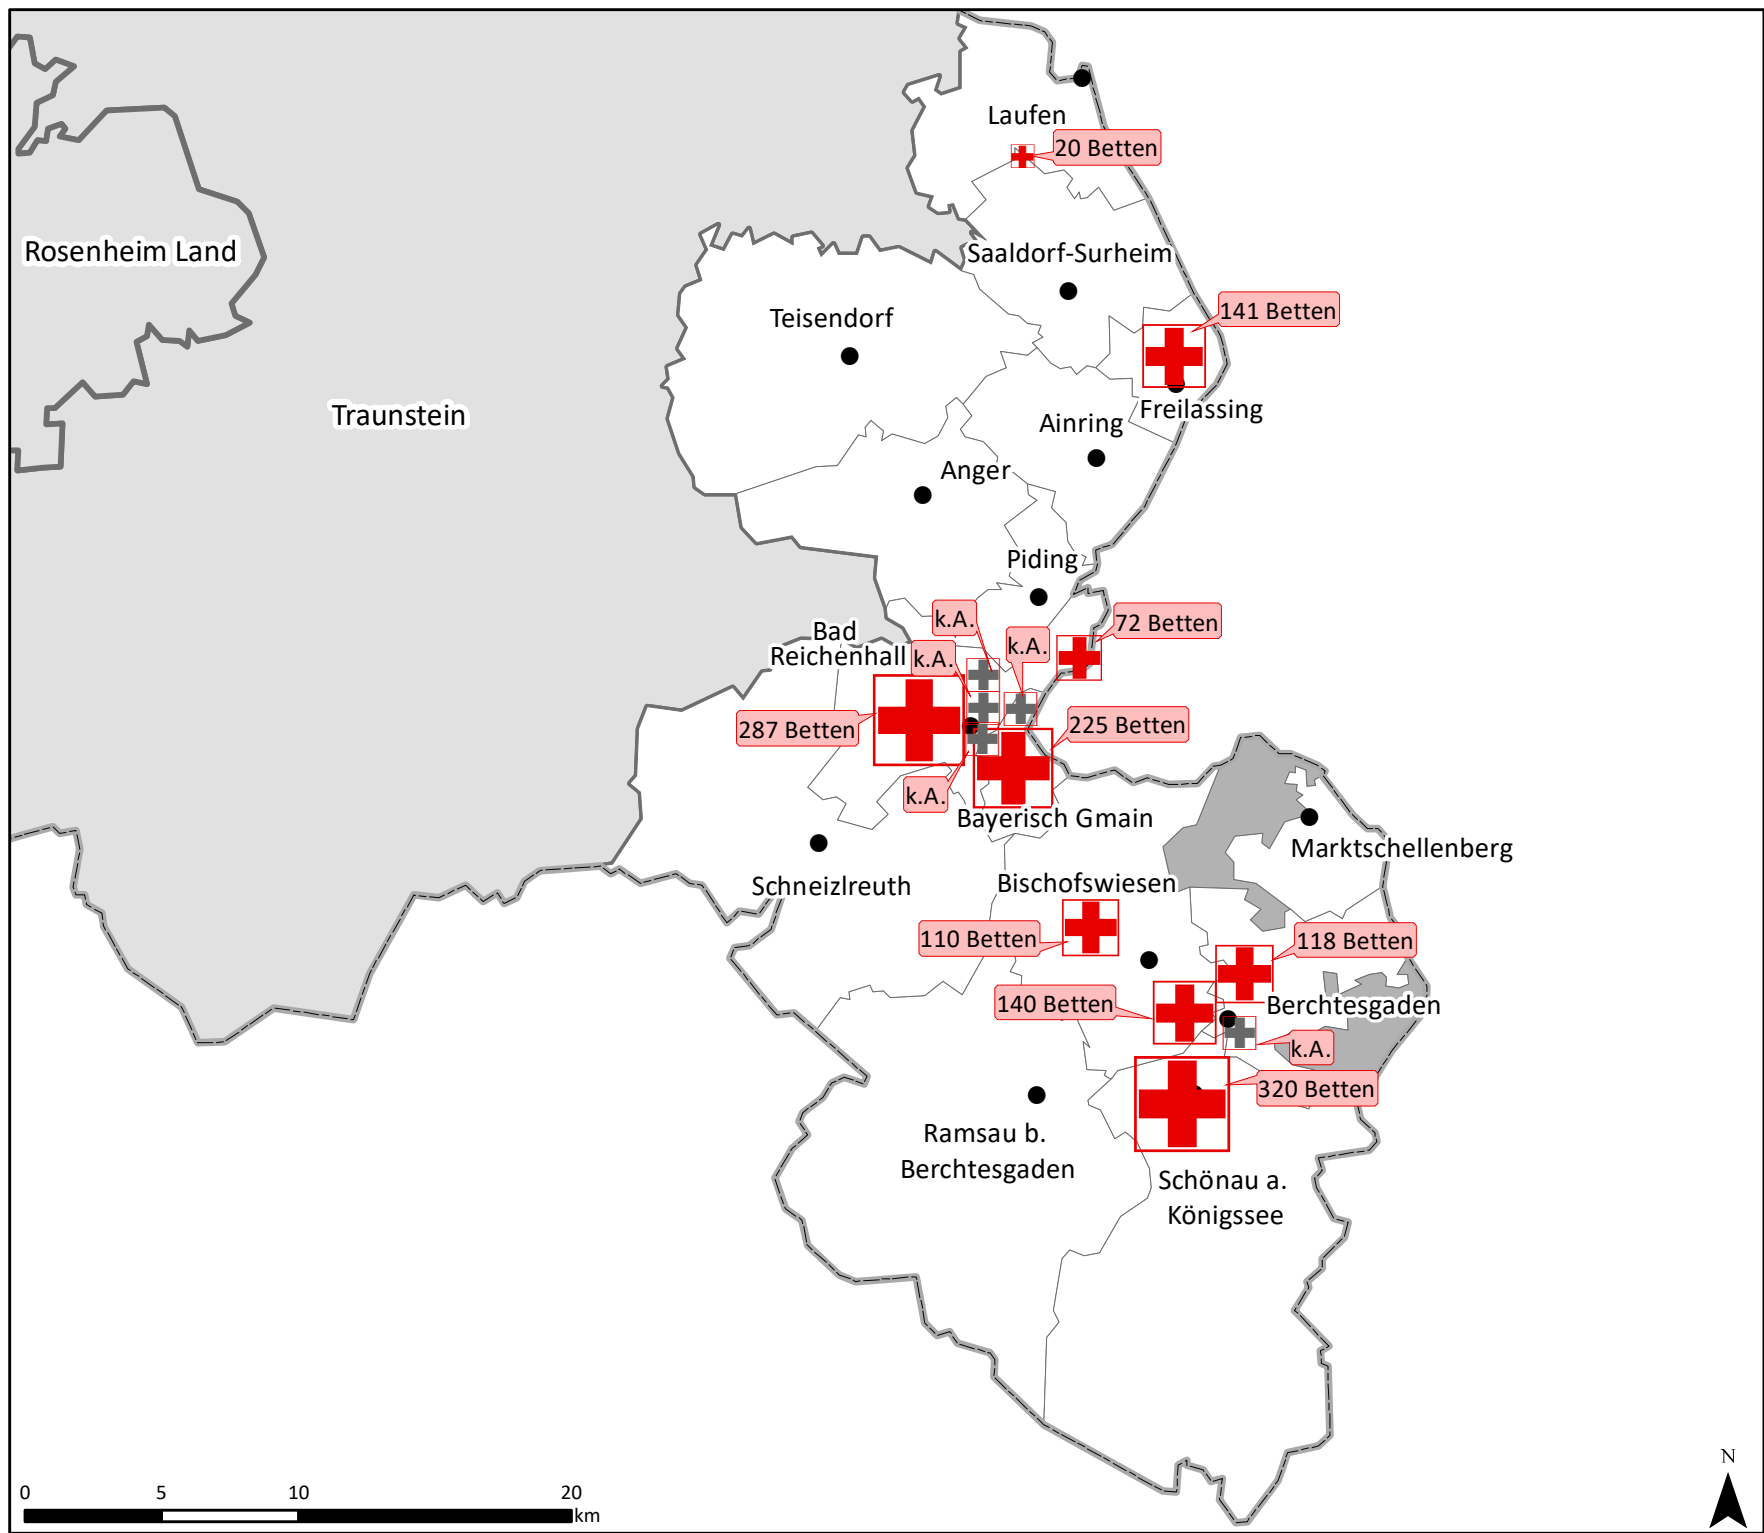 Laufen
20 Betten
Rosenheim Land
Saaldorf-Surheim
141 Betten
Teisendorf
Traunstein
Freilassing
Ainring
Anger
Piding
k.A.
72 Betten
Bad
Reichenhall
k.A.
k.A.
287 Betten
225 Betten
k.A.
Bayerisch Gmain
Marktschellenberg
Schneizlreuth
Bischofswiesen
110 Betten
118 Betten
140 Betten
Berchtesgaden
k.A.
320 Betten
Ramsau b.
Berchtesgaden
Schönau a.
Königssee
N
0 5 10 20
km